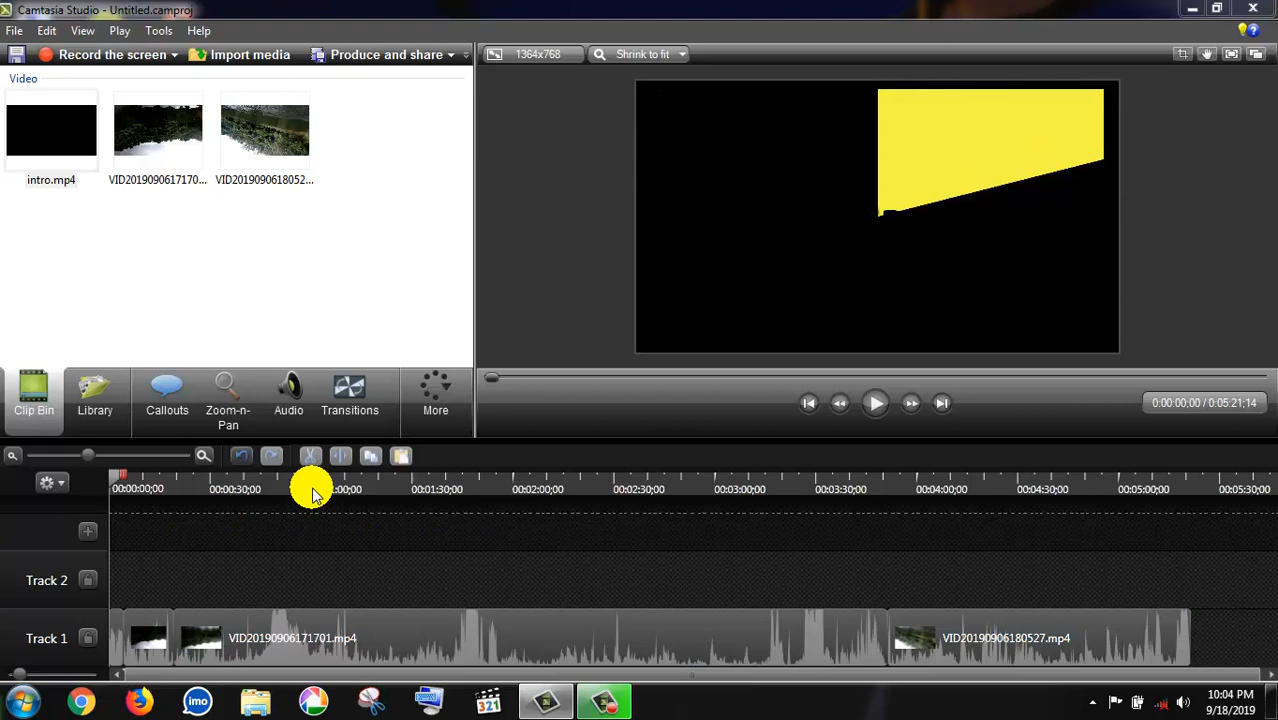 Camtasia Studio - Untitled.camproj
File Edit View Play Tools Help
Record the screen Import media Produce and share
1364x768 Shrink to fit
Video
intro.mp4 VID2019090617170... VID2019090618052...
Clip Bin Library Callouts Zoom-n-Pan Audio Transitions More
0:00:00;00 / 0:05:21;14
00:00:00;00 00:00:30;00 00:00 00:01:30;00 00:02:00;00 00:02:30;00 00:03:00;00 00:03:30;00 00:04:00;00 00:04:30;00 00:05:00;00 00:05:30;00
Track 2
Track 1 VID20190906171701.mp4 VID20190906180527.mp4
imo 321 10:04 PM
9/18/2019